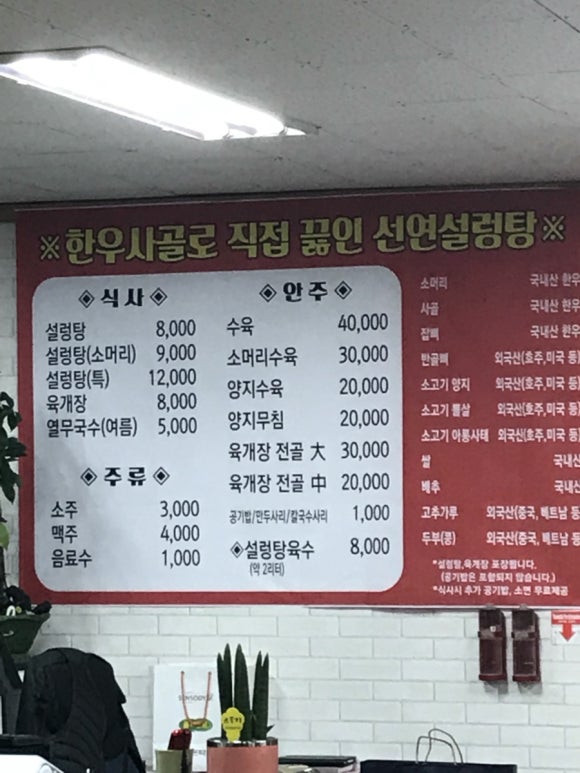 ※한우사골로 직접 끓인 선연설렁탕※
◈식사◈
설렁탕 8,000
설렁탕(소머리) 9,000
설렁탕(특) 12,000
육개장 8,000
열무국수(여름) 5,000
◈주류◈
소주 3,000
맥주 4,000
음료수 1,000
◈안주◈
수육 40,000
소머리수육 30,000
양지수육 20,000
양지무침 20,000
육개장 전골 大 30,000
육개장 전골 中 20,000
공기밥/만두사리/칼국수사리 1,000
◈설렁탕육수 8,000
(약 2리터)
소머리 국내산 한우
사골 국내산 한우
잡뼈 국내산 한우
반골뼈 외국산(호주,미국 등)
소고기 양지 외국산(호주,미국 등)
소고기 볼살 외국산(호주,미국 등)
소고기 아롱사태 외국산(호주,미국 등)
쌀 국내산
배추 국내산
고추가루 외국산(중국, 베트남 등
두부(콩) 외국산(중국, 베트남 등
*설렁탕,육개장 포장됩니다.
(공기밥은 포함되지 않습니다.)
*식사시 추가 공기밥, 소면 무료제공
SENSODYNE